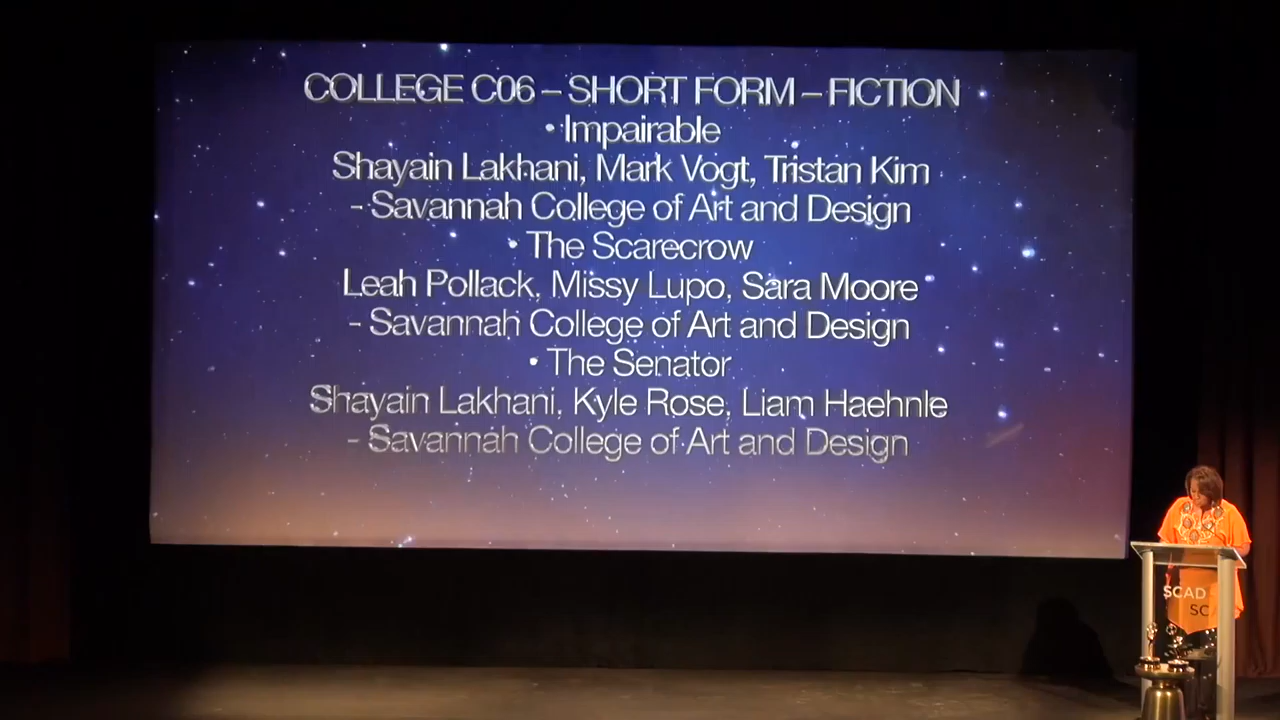 COLLEGE C06 – SHORT FORM – FICTION
• Impairable
Shayain Lakhani, Mark Vogt, Tristan Kim
- Savannah College of Art and Design
• The Scarecrow
Leah Pollack, Missy Lupo, Sara Moore
- Savannah College of Art and Design
• The Senator
Shayain Lakhani, Kyle Rose, Liam Haehnle
- Savannah College of Art and Design
SCAD